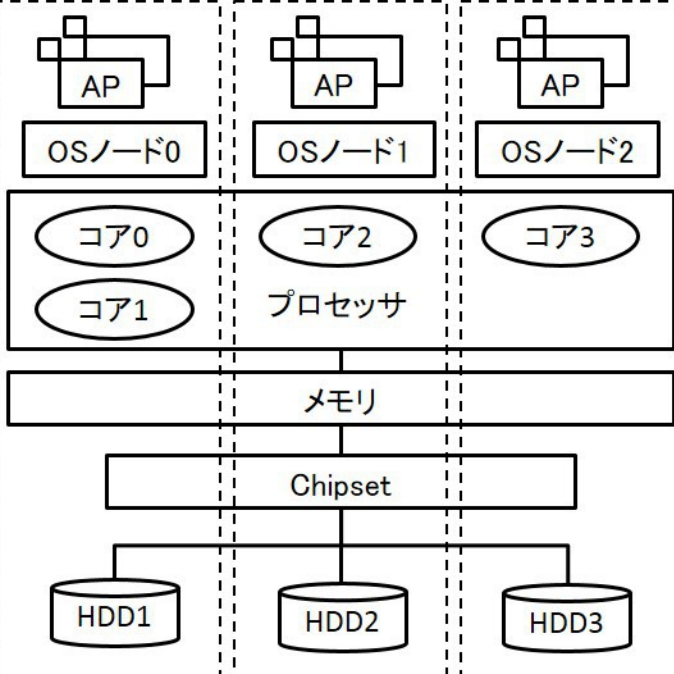 AP
AP
AP
OSノード0
OSノード1
OSノード2
コア0
コア2
コア3
コア1
プロセッサ
メモリ
Chipset
HDD1
HDD2
HDD3